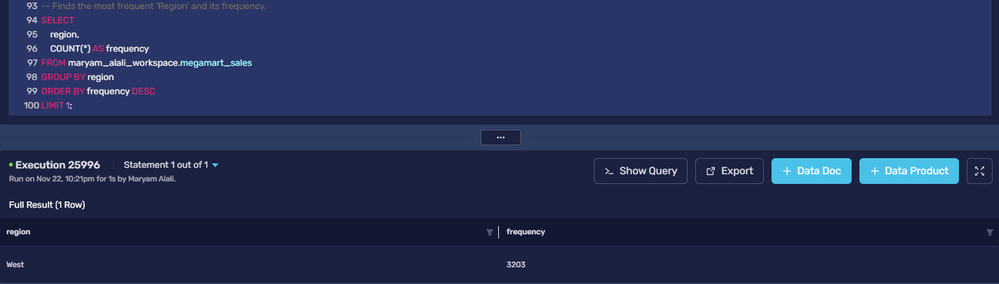 93 -- Finds the most frequent 'Region' and its frequency.
94 SELECT
95 region,
96 COUNT(*) AS frequency
97 FROM maryam_alali_workspace.megamart_sales
98 GROUP BY region
99 ORDER BY frequency DESC
100 LIMIT 1;
...
Execution 25996 Statement 1 out of 1
Run on Nov 22, 10:21pm for 1s by Maryam Alali.
Show Query Export + Data Doc + Data Product
Full Result (1 Row)
region frequency
West 3203